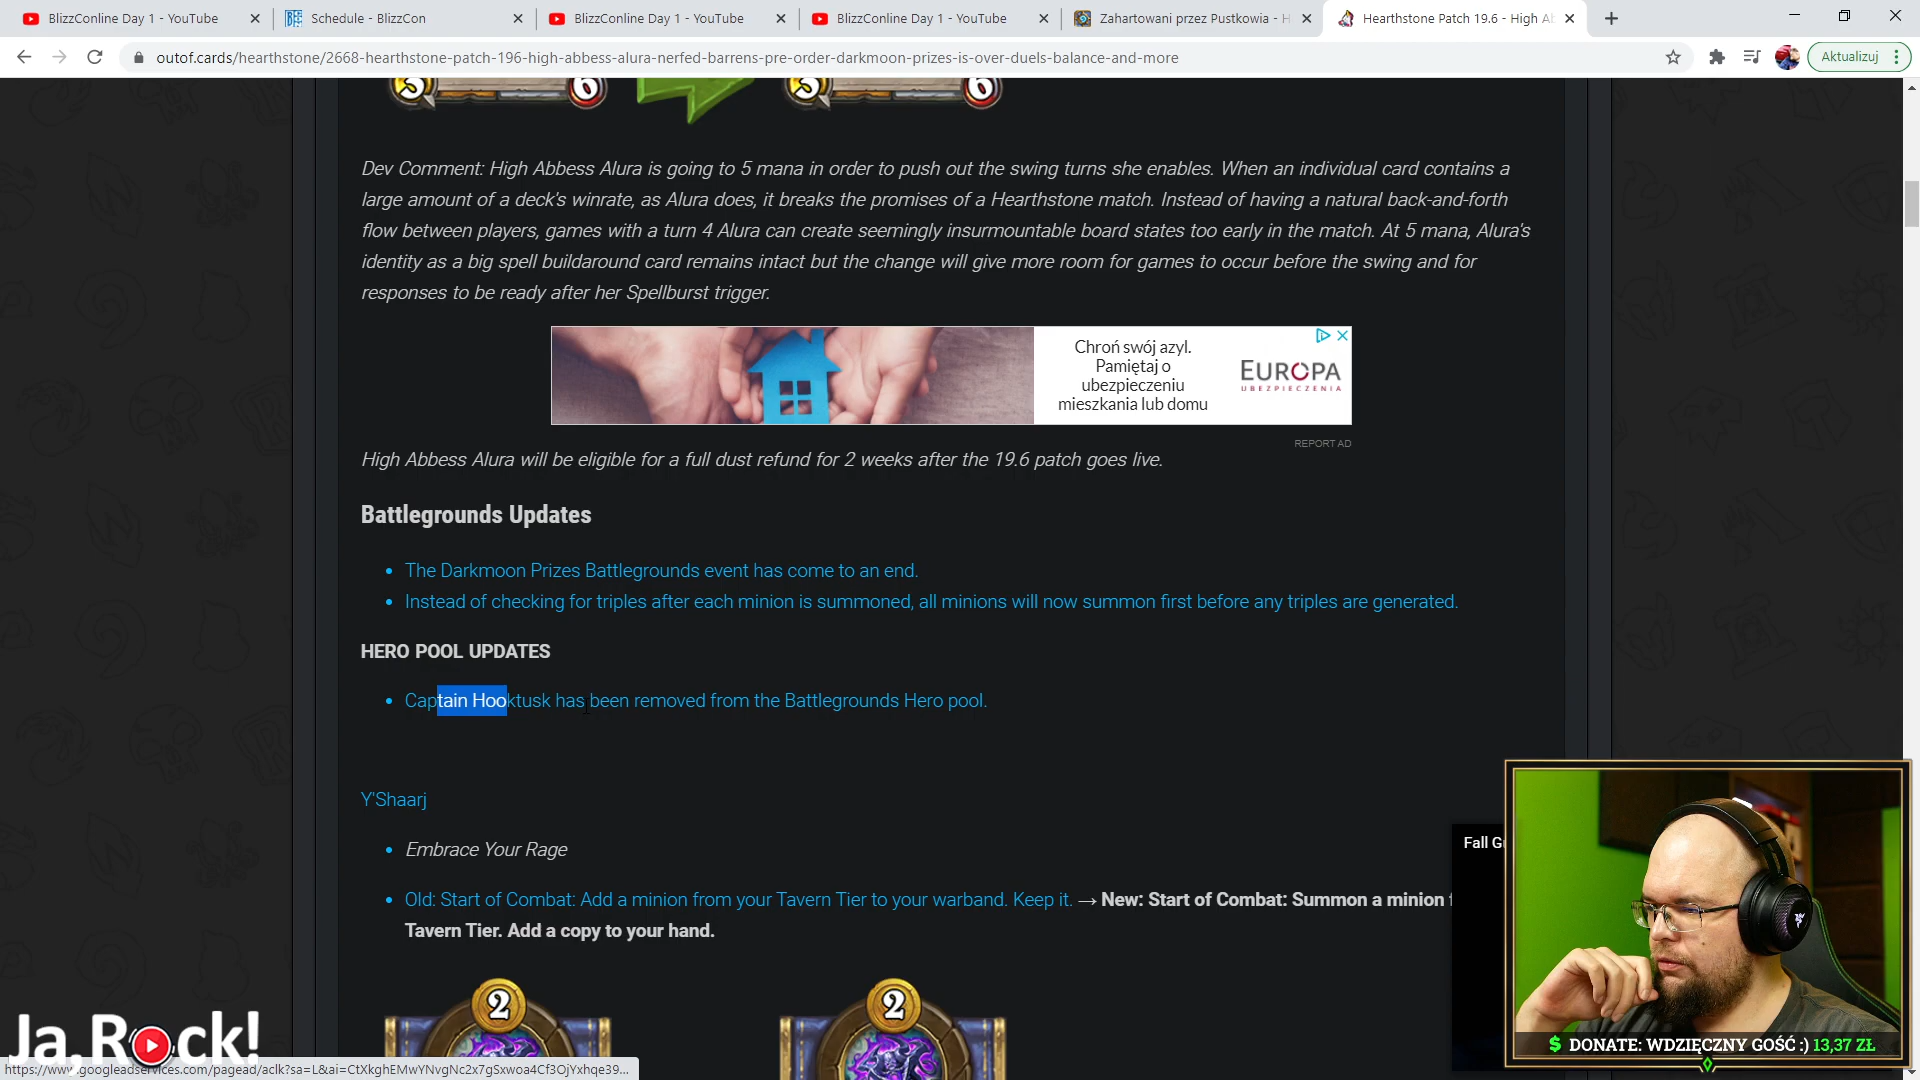 BlizzConline Day 1 - YouTube
Schedule - BlizzCon
BlizzConline Day 1 - YouTube
BlizzConline Day 1 - YouTube
Zahartowani przez Pustkowia - H
Hearthstone Patch 19.6 - High Ab
outof.cards/hearthstone/2668-hearthstone-patch-196-high-abbess-alura-nerfed-barrens-pre-order-darkmoon-prizes-is-over-duels-balance-and-more
Aktualizuj
6
6
Dev Comment: High Abbess Alura is going to 5 mana in order to push out the swing turns she enables. When an individual card contains a
large amount of a deck's winrate, as Alura does, it breaks the promises of a Hearthstone match. Instead of having a natural back-and-forth
flow between players, games with a turn 4 Alura can create seemingly insurmountable board states too early in the match. At 5 mana, Alura's
identity as a big spell buildaround card remains intact but the change will give more room for games to occur before the swing and for
responses to be ready after her Spellburst trigger.
Chroń swój azyl.
Pamiętaj o
ubezpieczeniu
mieszkania lub domu
EUROPA
UBEZPIECZENIA
REPORT AD
High Abbess Alura will be eligible for a full dust refund for 2 weeks after the 19.6 patch goes live.
Battlegrounds Updates
The Darkmoon Prizes Battlegrounds event has come to an end.
Instead of checking for triples after each minion is summoned, all minions will now summon first before any triples are generated.
HERO POOL UPDATES
Captain Hooktusk has been removed from the Battlegrounds Hero pool.
Y'Shaarj
Embrace Your Rage
Old: Start of Combat: Add a minion from your Tavern Tier to your warband. Keep it. → New: Start of Combat: Summon a minion
Tavern Tier. Add a copy to your hand.
2
2
Fall G
Ja, Rock!
$ DONATE: WDZIĘCZNY GOŚĆ :) 13,37 ZŁ